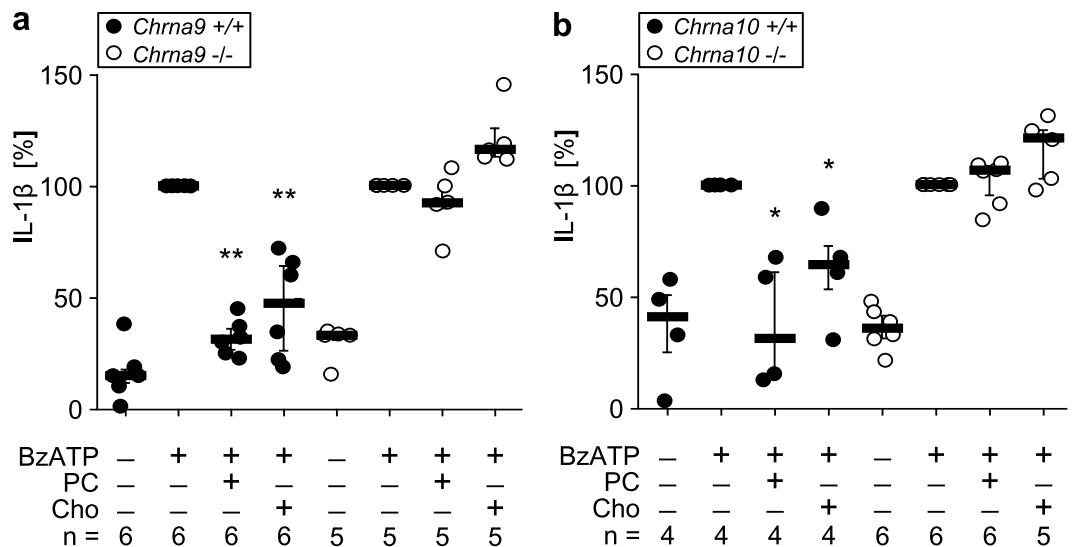 a
Chrna9 +/+
Chrna9 -/-
150
100
50
0
IL-1β [%]
** **
BzATP – + + + – + + +
PC – – + – – – + –
Cho – – – + – – – +
n = 6 6 6 6 5 5 5 5
b
Chrna10 +/+
Chrna10 -/-
150
100
50
0
IL-1β [%]
* *
BzATP – + + + – + + +
PC – – + – – – + –
Cho – – – + – – – +
n = 4 4 4 4 6 6 6 5